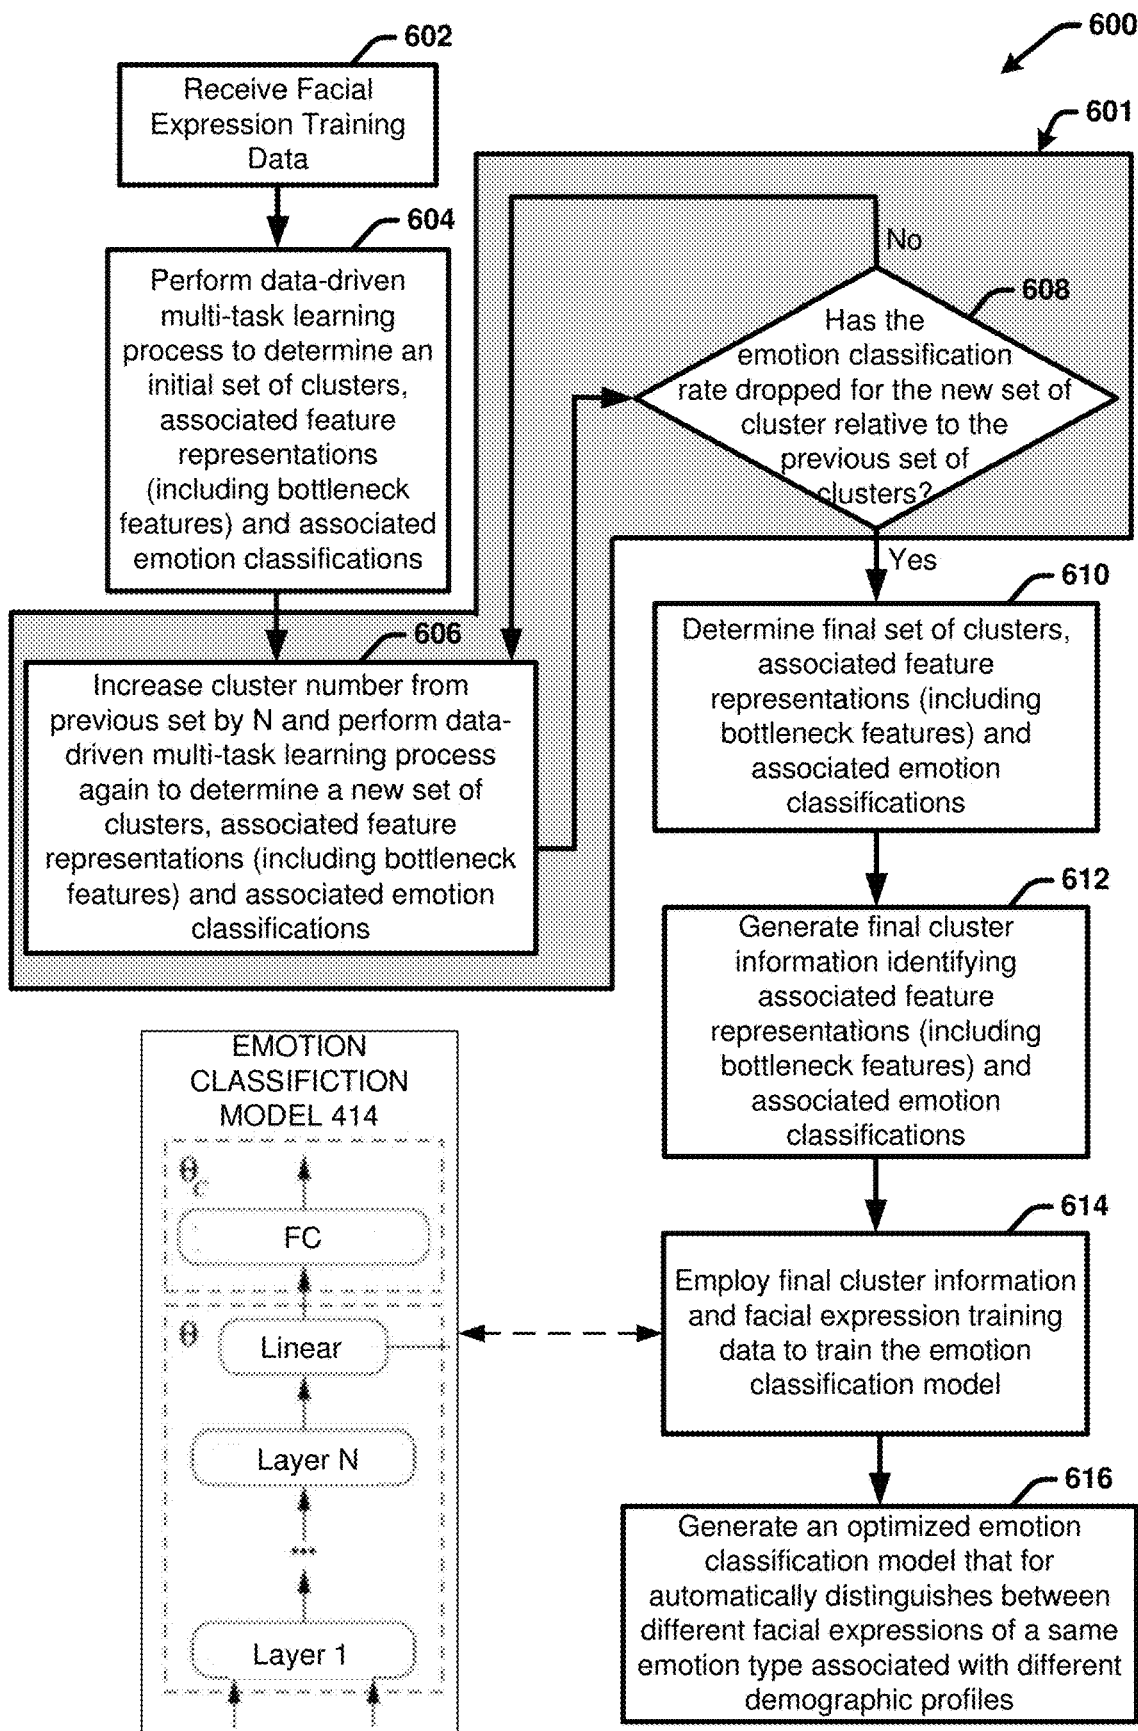 600
602
Receive Facial
Expression Training
Data
601
604
Perform data-driven
multi-task learning
process to determine an
initial set of clusters,
associated feature
representations
(including bottleneck
features) and associated
emotion classifications
No
608
Has the
emotion classification
rate dropped for the new set of
cluster relative to the
previous set of
clusters?
Yes
606
Increase cluster number from
previous set by N and perform data-
driven multi-task learning process
again to determine a new set of
clusters, associated feature
representations (including bottleneck
features) and associated emotion
classifications
610
Determine final set of clusters,
associated feature
representations (including
bottleneck features) and
associated emotion
classifications
612
Generate final cluster
information identifying
associated feature
representations (including
bottleneck features) and
associated emotion
classifications
EMOTION
CLASSIFICTION
MODEL 414
θc
FC
θ
Linear
Layer N
...
Layer 1
614
Employ final cluster information
and facial expression training
data to train the emotion
classification model
616
Generate an optimized emotion
classification model that for
automatically distinguishes between
different facial expressions of a same
emotion type associated with different
demographic profiles